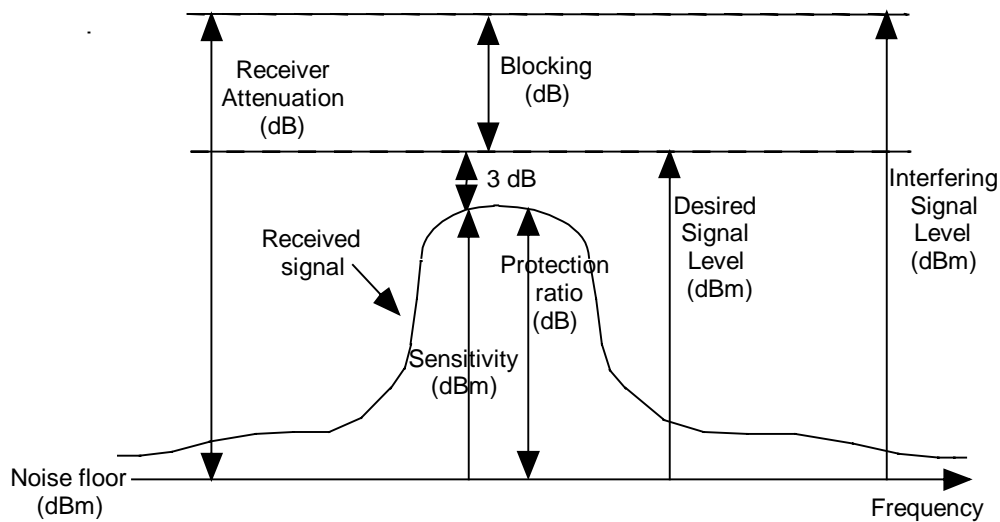 Receiver
Attenuation
(dB)
Blocking
(dB)
3 dB
Received
signal
Protection
ratio
(dB)
Desired
Signal
Level
(dBm)
Interfering
Signal
Level
(dBm)
Sensitivity
(dBm)
Noise floor
(dBm)
Frequency